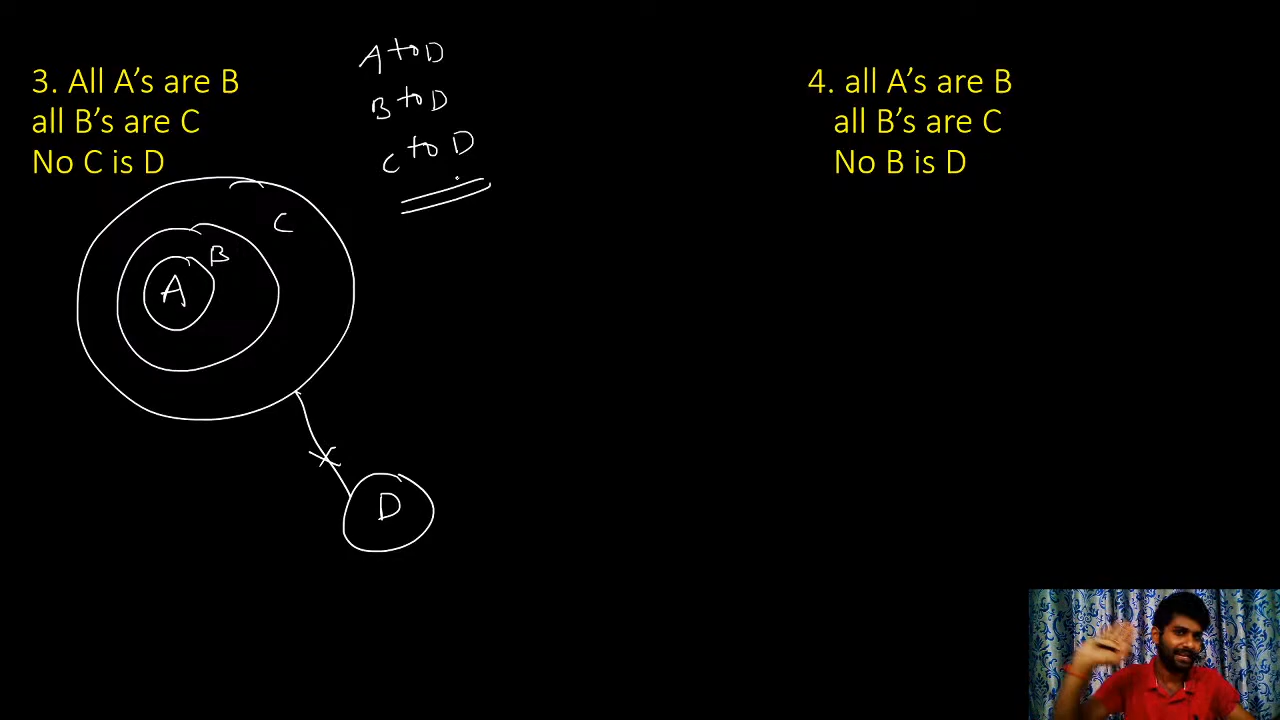 3. All A's are B
all B's are C
No C is D
A to D
B to D
C to D
C
B
A
D
4. all A's are B
all B's are C
No B is D